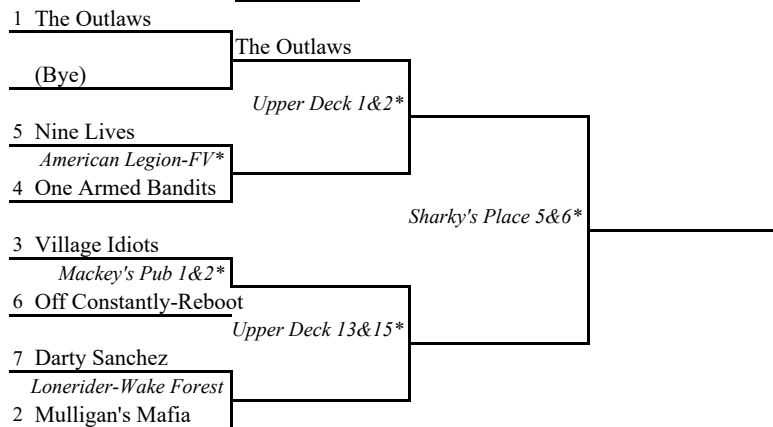 1 The Outlaws
The Outlaws
(Bye)
Upper Deck 1&2*
5 Nine Lives
American Legion-FV*
4 One Armed Bandits
Sharky's Place 5&6*
3 Village Idiots
Mackey's Pub 1&2*
6 Off Constantly-Reboot
Upper Deck 13&15*
7 Darty Sanchez
Lonerider-Wake Forest
2 Mulligan's Mafia